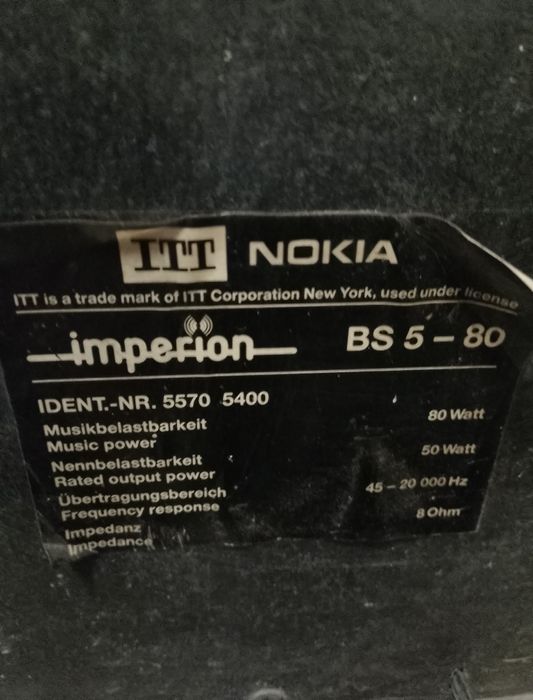 ITT NOKIA
ITT is a trade mark of ITT Corporation New York, used under license
imperion BS 5 – 80
IDENT.-NR. 5570 5400
Musikbelastbarkeit 80 Watt
Music power
Nennbelastbarkeit 50 Watt
Rated output power
Übertragungsbereich 45 – 20 000 Hz
Frequency response
Impedanz 8 Ohm
Impedance